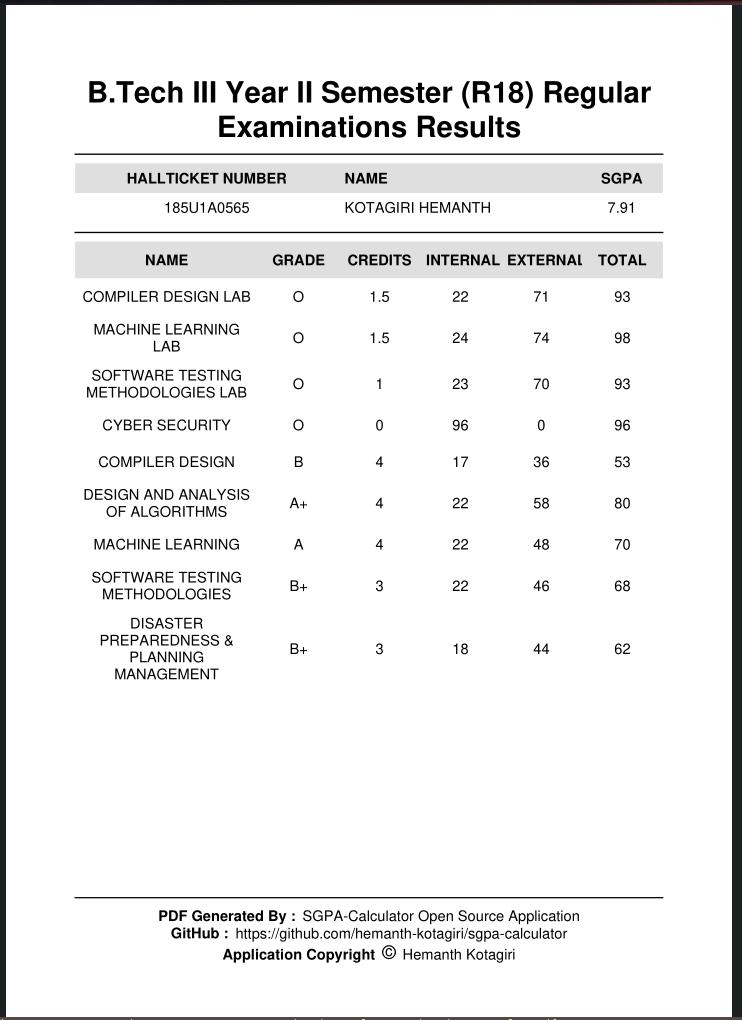 B.Tech III Year II Semester (R18) Regular
Examinations Results
HALLTICKET NUMBER NAME SGPA
185U1A0565 KOTAGIRI HEMANTH 7.91
NAME GRADE CREDITS INTERNAL EXTERNAL TOTAL
COMPILER DESIGN LAB O 1.5 22 71 93
MACHINE LEARNING
LAB O 1.5 24 74 98
SOFTWARE TESTING
METHODOLOGIES LAB O 1 23 70 93
CYBER SECURITY O 0 96 0 96
COMPILER DESIGN B 4 17 36 53
DESIGN AND ANALYSIS
OF ALGORITHMS A+ 4 22 58 80
MACHINE LEARNING A 4 22 48 70
SOFTWARE TESTING
METHODOLOGIES B+ 3 22 46 68
DISASTER
PREPAREDNESS &
PLANNING
MANAGEMENT B+ 3 18 44 62
PDF Generated By : SGPA-Calculator Open Source Application
GitHub : https://github.com/hemanth-kotagiri/sgpa-calculator
Application Copyright © Hemanth Kotagiri